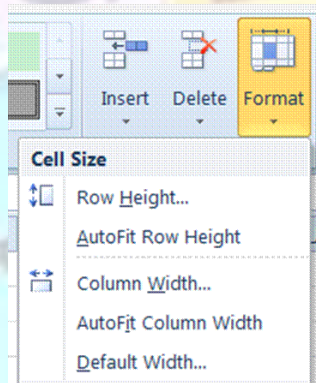 Insert Delete Format
Cell Size
Row Height...
AutoFit Row Height
Column Width...
AutoFit Column Width
Default Width...